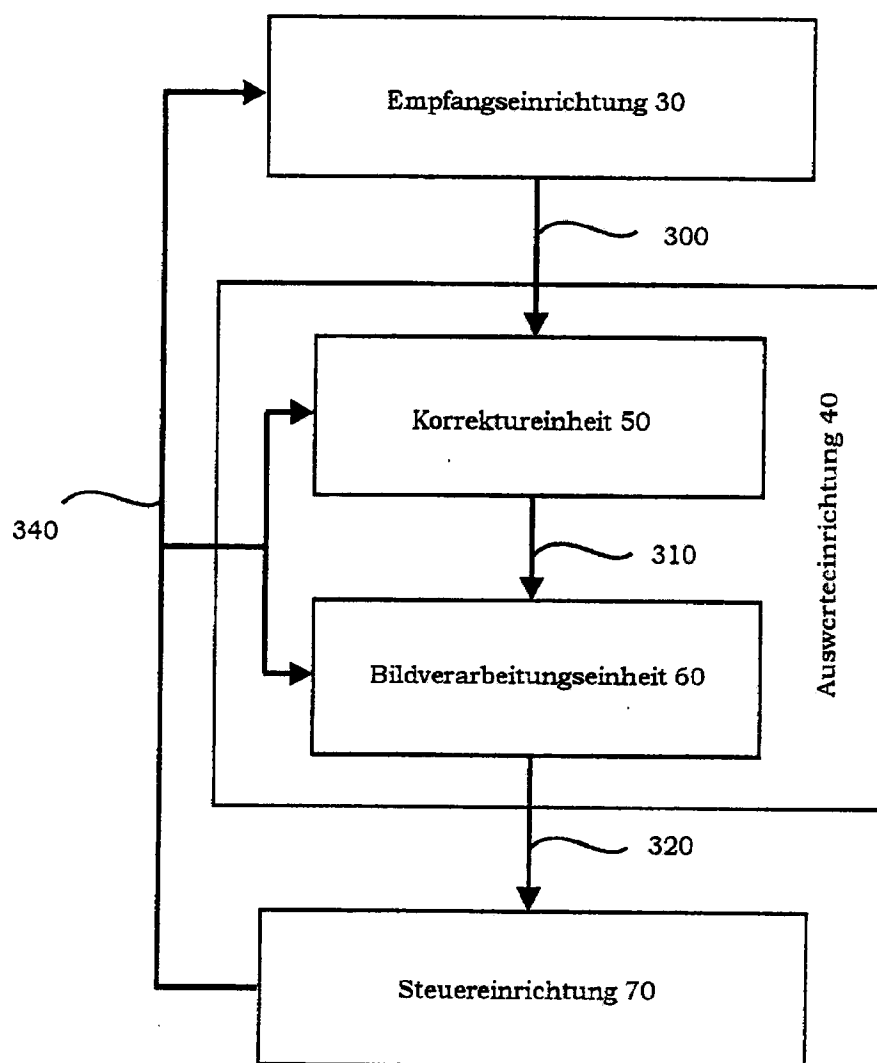 Empfangseinrichtung 30
300
Korrektureinheit 50
340
310
Auswerteeinrichtung 40
Bildverarbeitungseinheit 60
320
Steuereinrichtung 70